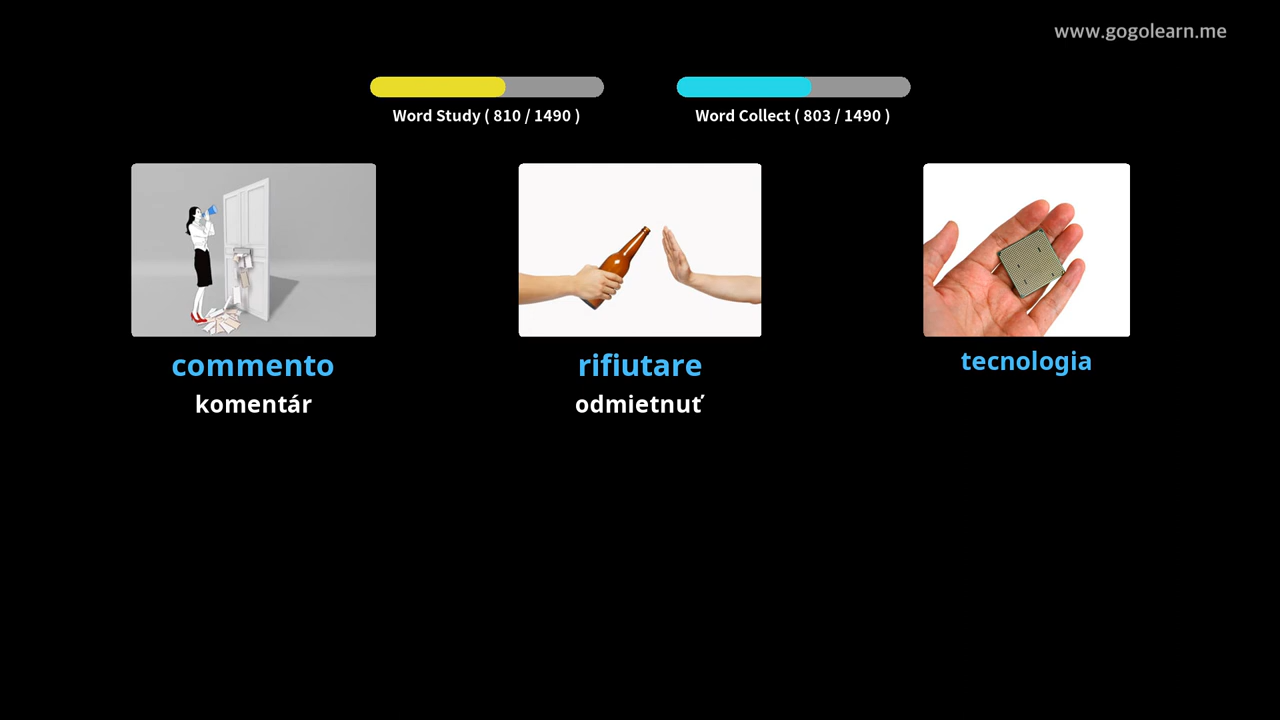 www.gogolearn.me
Word Study ( 810 / 1490 )
Word Collect ( 803 / 1490 )
commento
rifiutare
tecnologia
komentár
odmietnuť